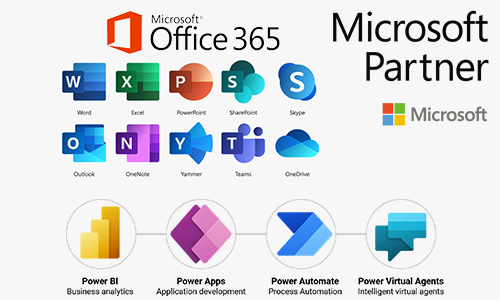 Microsoft®
Office 365
Microsoft
Partner
Microsoft
W X P S S
Word Excel PowerPoint SharePoint Skype
O N Y T
Outlook OneNote Yammer Teams OneDrive
Power BI Power Apps Power Automate Power Virtual Agents
Business analytics Application development Process Automation Intelligent virtual agents